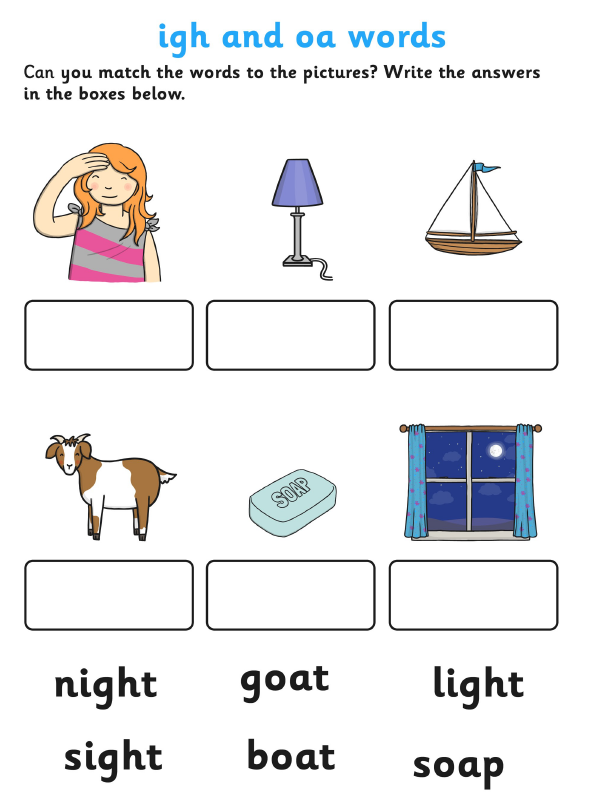 igh and oa words
Can you match the words to the pictures? Write the answers
in the boxes below.
SOAP
night goat light
sight boat soap